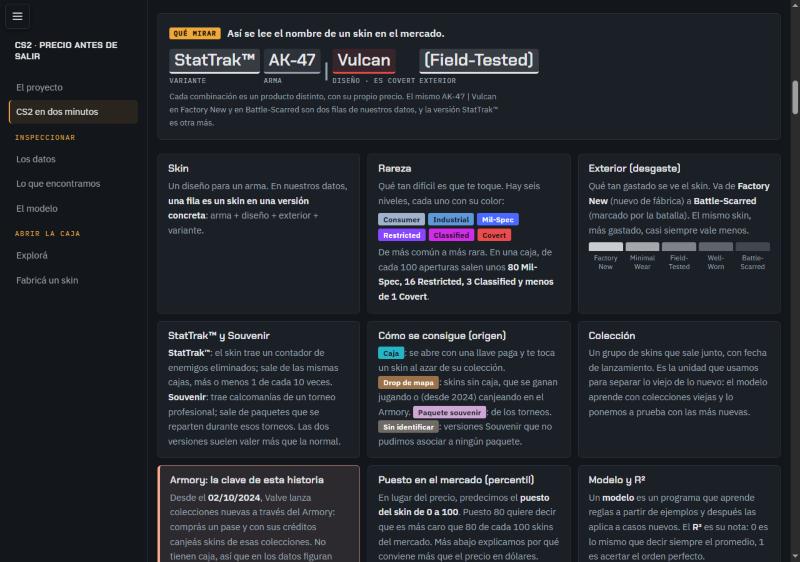 CS2 · PRECIO ANTES DE
SALIR
El proyecto
CS2 en dos minutos
INSPECCIONAR
Los datos
Lo que encontramos
El modelo
ABRIR LA CAJA
Explorá
Fabricá un skin
QUÉ MIRAR Así se lee el nombre de un skin en el mercado.
StatTrak™ AK-47 | Vulcan (Field-Tested)
VARIANTE ARMA DISEÑO · ES COVERT EXTERIOR
Cada combinación es un producto distinto, con su propio precio. El mismo AK-47 | Vulcan
en Factory New y en Battle-Scarred son dos filas de nuestros datos, y la versión StatTrak™
es otra más.
Skin
Un diseño para un arma. En nuestros datos,
una fila es un skin en una versión
concreta: arma + diseño + exterior +
variante.
Rareza
Qué tan difícil es que te toque. Hay seis
niveles, cada uno con su color:
Consumer Industrial Mil-Spec
Restricted Classified Covert
De más común a más rara. En una caja, de
cada 100 aperturas salen unos 80 Mil-
Spec, 16 Restricted, 3 Classified y menos
de 1 Covert.
Exterior (desgaste)
Qué tan gastado se ve el skin. Va de Factory
New (nuevo de fábrica) a Battle-Scarred
(marcado por la batalla). El mismo skin,
más gastado, casi siempre vale menos.
Factory Minimal Field- Well- Battle-
New Wear Tested Worn Scarred
StatTrak™ y Souvenir
StatTrak™: el skin trae un contador de
enemigos eliminados; sale de las mismas
cajas, más o menos 1 de cada 10 veces.
Souvenir: trae calcomanías de un torneo
profesional; sale de paquetes que se
reparten durante esos torneos. Las dos
versiones suelen valer más que la normal.
Cómo se consigue (origen)
Caja : se abre con una llave paga y te toca
un skin al azar de su colección.
Drop de mapa : skins sin caja, que se ganan
jugando o (desde 2024) canjeando en el
Armory. Paquete souvenir : de los torneos.
Sin identificar : versiones Souvenir que no
pudimos asociar a ningún paquete.
Colección
Un grupo de skins que sale junto, con fecha
de lanzamiento. Es la unidad que usamos
para separar lo viejo de lo nuevo: el modelo
aprende con colecciones viejas y lo
ponemos a prueba con las más nuevas.
Armory: la clave de esta historia
Desde el 02/10/2024, Valve lanza
colecciones nuevas a través del Armory:
comprás un pase y con sus créditos
canjeás skins de esas colecciones. No
tienen caja, así que en los datos figuran
Puesto en el mercado (percentil)
En lugar del precio, predecimos el puesto
del skin de 0 a 100. Puesto 80 quiere decir
que es más caro que 80 de cada 100 skins
del mercado. Más abajo explicamos por qué
conviene más que el precio en dólares.
Modelo y R²
Un modelo es un programa que aprende
reglas a partir de ejemplos y después las
aplica a casos nuevos. El R² es su nota: 0 es
lo mismo que decir siempre el promedio, 1
es acertar el orden perfecto.